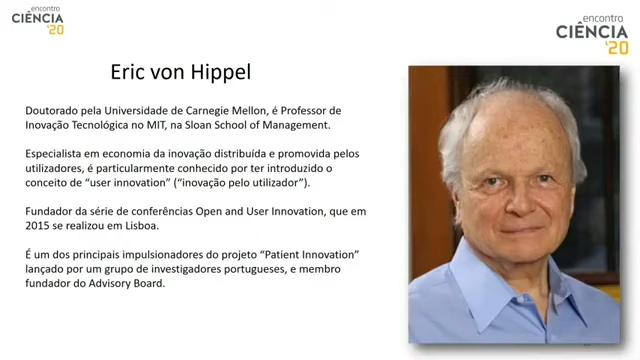 encontro
CIÊNCIA
'20
encontro
CIÊNCIA
'20
Eric von Hippel
Doutorado pela Universidade de Carnegie Mellon, é Professor de
Inovação Tecnológica no MIT, na Sloan School of Management.
Especialista em economia da inovação distribuída e promovida pelos
utilizadores, é particularmente conhecido por ter introduzido o
conceito de “user innovation” (“inovação pelo utilizador”).
Fundador da série de conferências Open and User Innovation, que em
2015 se realizou em Lisboa.
É um dos principais impulsionadores do projeto “Patient Innovation”
lançado por um grupo de investigadores portugueses, e membro
fundador do Advisory Board.